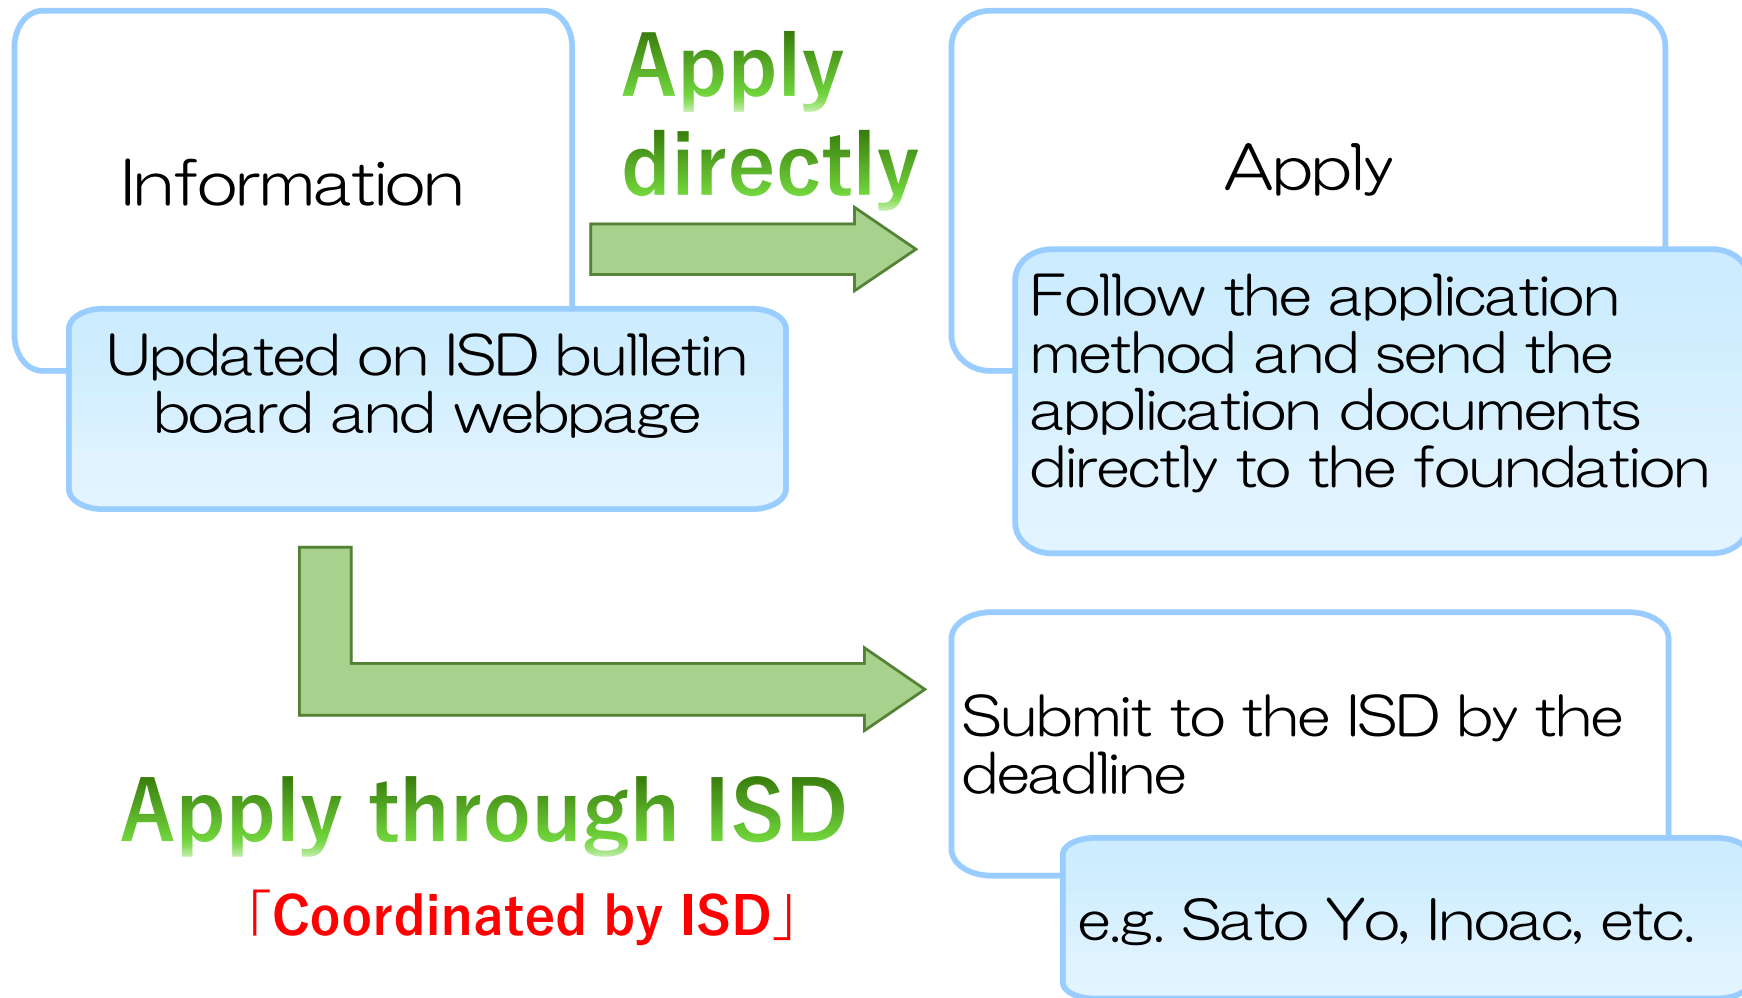 Information
Updated on ISD bulletin
board and webpage
Apply
directly
Apply
Follow the application
method and send the
application documents
directly to the foundation
Apply through ISD
「Coordinated by ISD」
Submit to the ISD by the
deadline
e.g. Sato Yo, Inoac, etc.